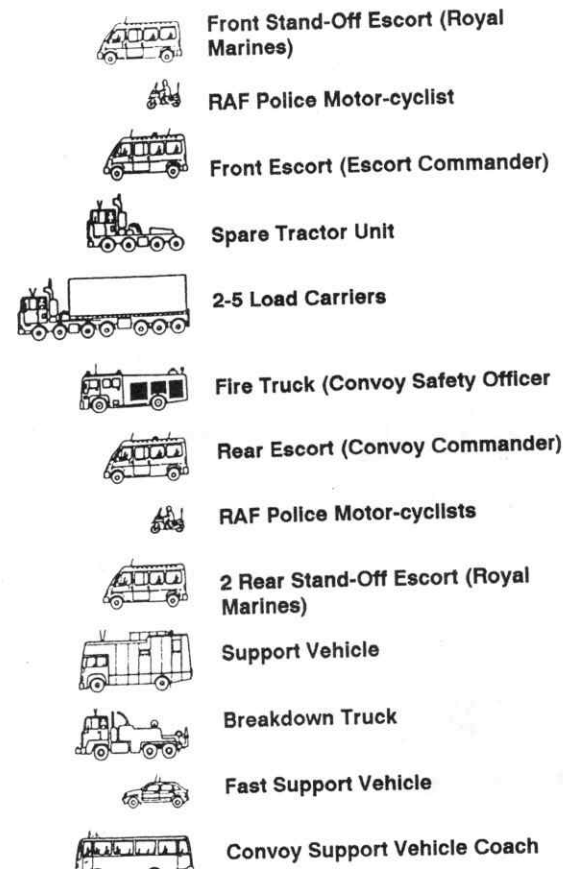 Front Stand-Off Escort (Royal
Marines)
RAF Police Motor-cyclist
Front Escort (Escort Commander)
Spare Tractor Unit
2-5 Load Carriers
Fire Truck (Convoy Safety Officer
Rear Escort (Convoy Commander)
RAF Police Motor-cyclists
2 Rear Stand-Off Escort (Royal
Marines)
Support Vehicle
Breakdown Truck
Fast Support Vehicle
Convoy Support Vehicle Coach